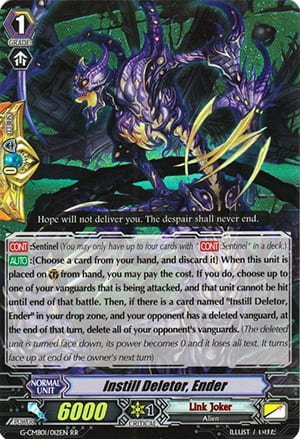 GRADE
1
Hope will not deliver you. The despair shall never end.
CONT :Sentinel (You may only have up to four cards with "CONT Sentinel" in a deck.)
AUTO :[Choose a card from your hand, and discard it] When this unit is
placed on GC from hand, you may pay the cost. If you do, choose up to
one of your vanguards that is being attacked, and that unit cannot be hit
until end of that battle. Then, if there is a card named "Instill Deletor,
Ender" in your drop zone, and your opponent has a deleted vanguard, at
the end of that turn, delete all of your opponent's vanguards. (The deleted
unit is turned face down, its power becomes 0 and it loses all text. It turns
face up at the end of the owner's next turn)
NORMAL
UNIT
Instill Deletor, Ender
POWER
6000
1
CRITICAL
Link Joker
Alien
G-CMB01/012EN RR